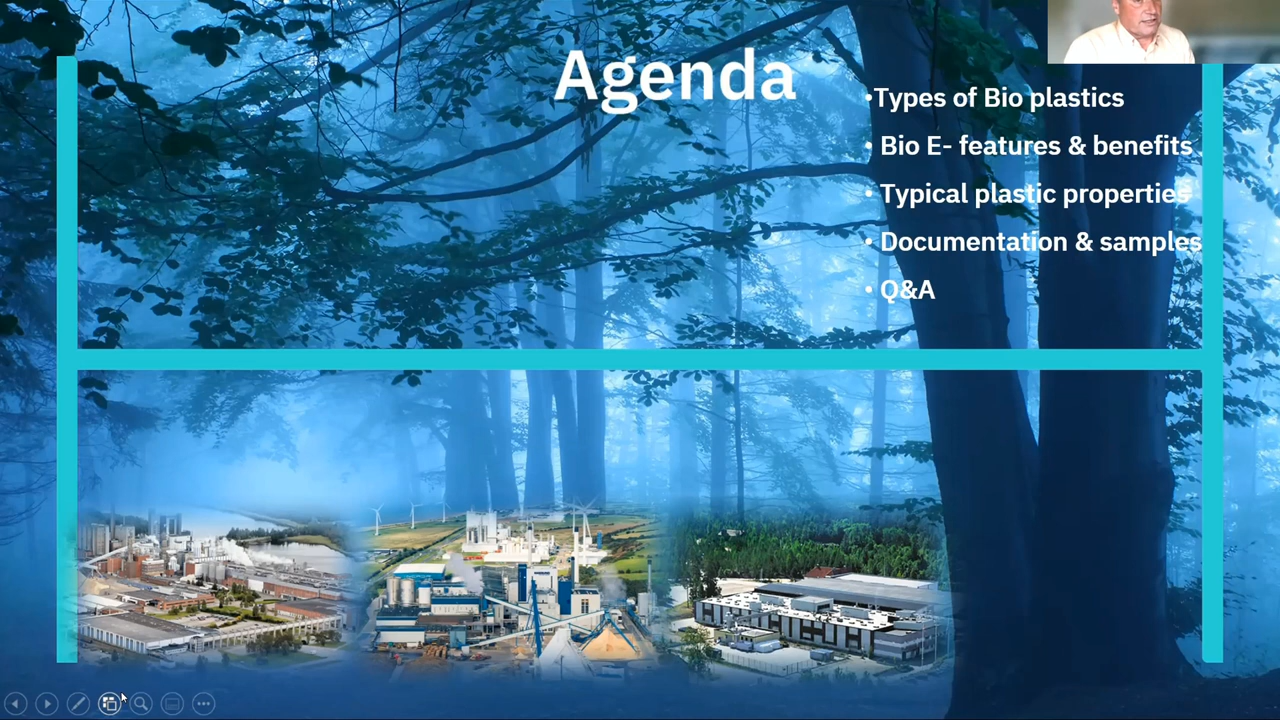 Agenda
•Types of Bio plastics
• Bio E- features & benefits
• Typical plastic properties
• Documentation & samples
• Q&A